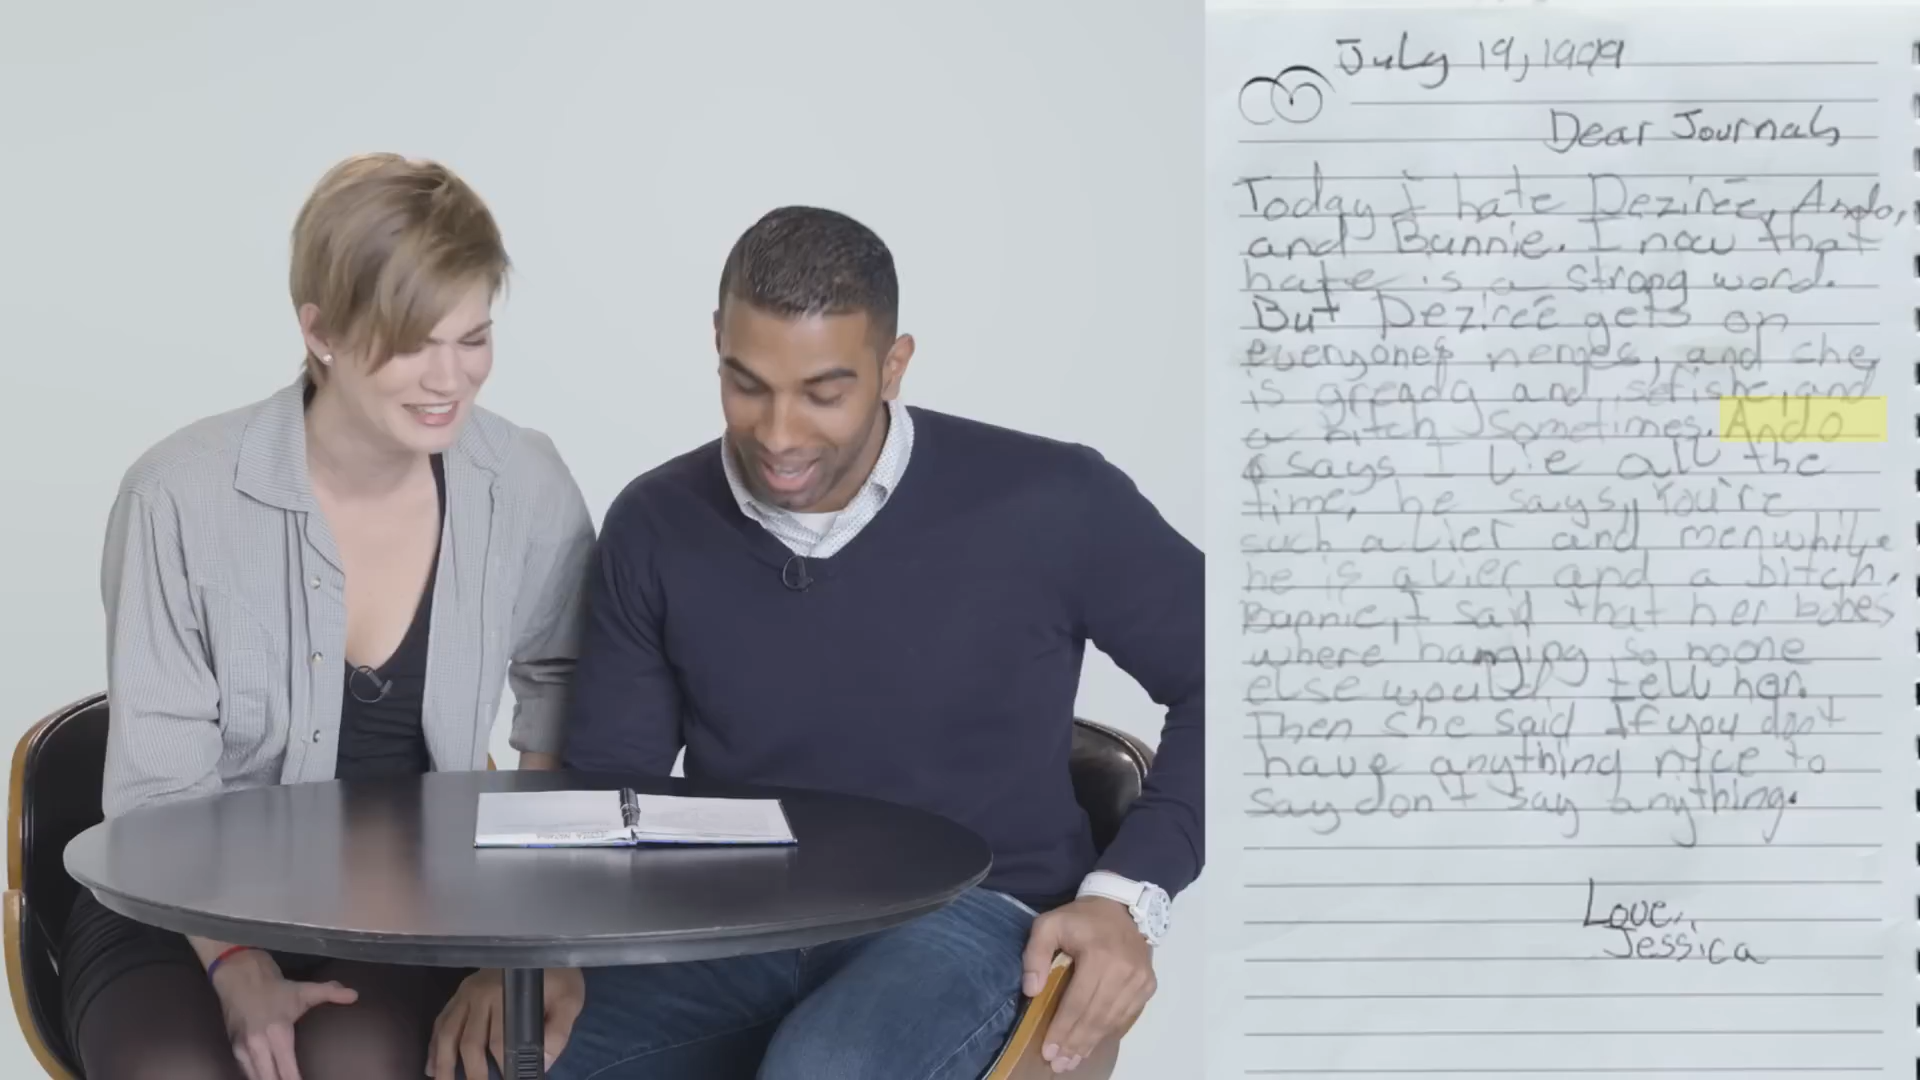 July 19, 1999
Dear Journal,
Today I hate Deziree, Ando,
and Bunnie. I now that
hate is a strong word.
But Deziree gets on
everyones nerves, and she
is gready and selfishe, and
a bitch sometimes. Ando
says I lie all the
time, he says, You're
such a Lier and menwhile
he is a lier and a bitch,
Bunnie, I said that her bobes
where hanging so noone
else would tell her.
Then she said If you don't
have anything nice to
say don't say anything.
Love,
Jessica